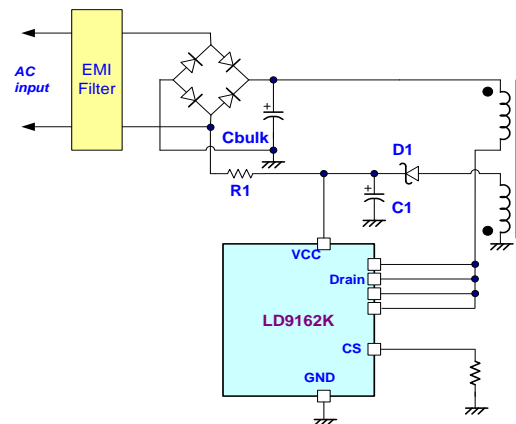 AC
input
EMI
Filter
+
Cbulk
D1
R1
+
C1
VCC
Drain
LD9162K
CS
GND